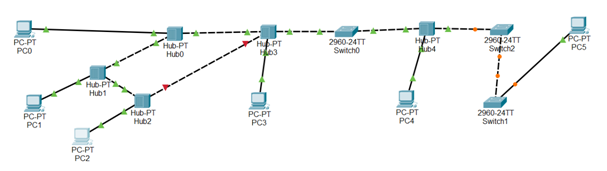 PC-PT
PC0
Hub-PT
Hub0
Hub-PT
Hub3
2960-24TT
Switch0
Hub-PT
Hub4
2960-24TT
Switch2
PC-PT
PC5
Hub-PT
Hub1
PC-PT
PC1
Hub-PT
Hub2
PC-PT
PC2
PC-PT
PC3
PC-PT
PC4
2960-24TT
Switch1